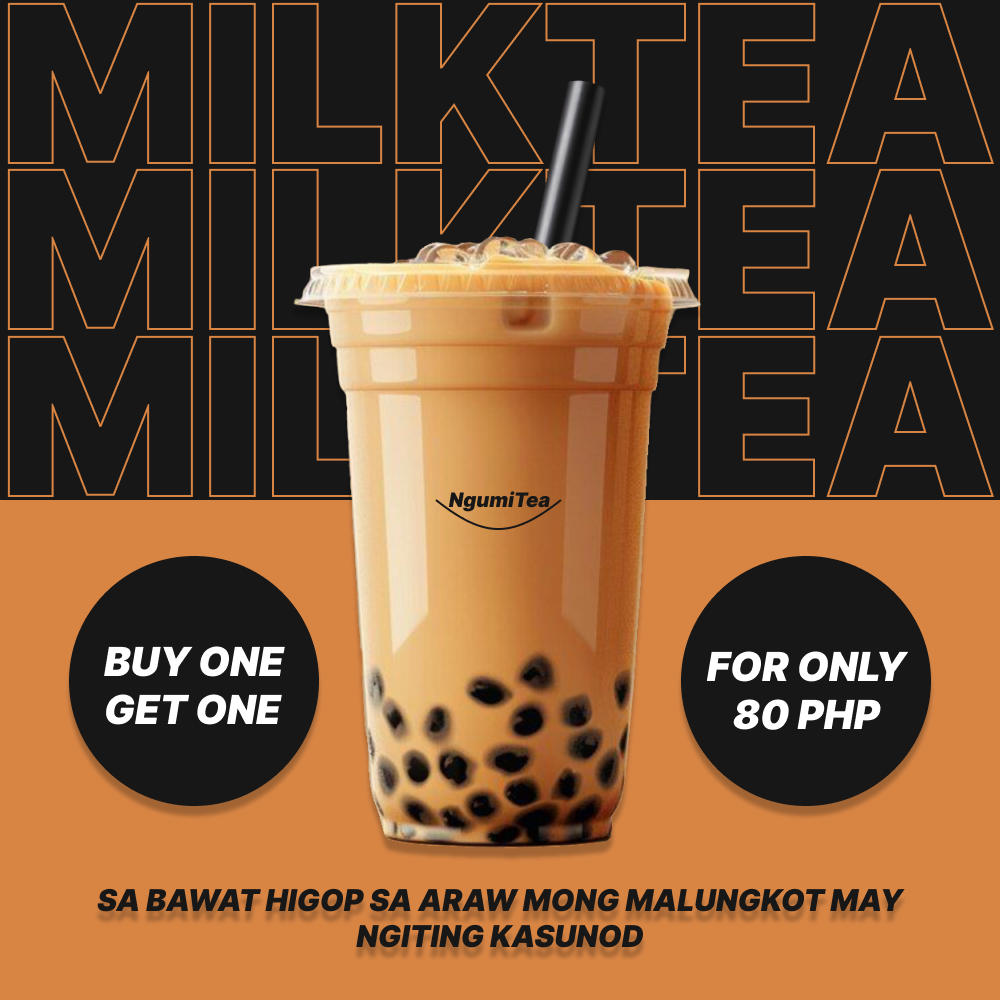 MILKTEA
MILKTEA
MILKTEA
NgumiTea
BUY ONE
GET ONE
FOR ONLY
80 PHP
SA BAWAT HIGOP SA ARAW MONG MALUNGKOT MAY
NGITING KASUNOD